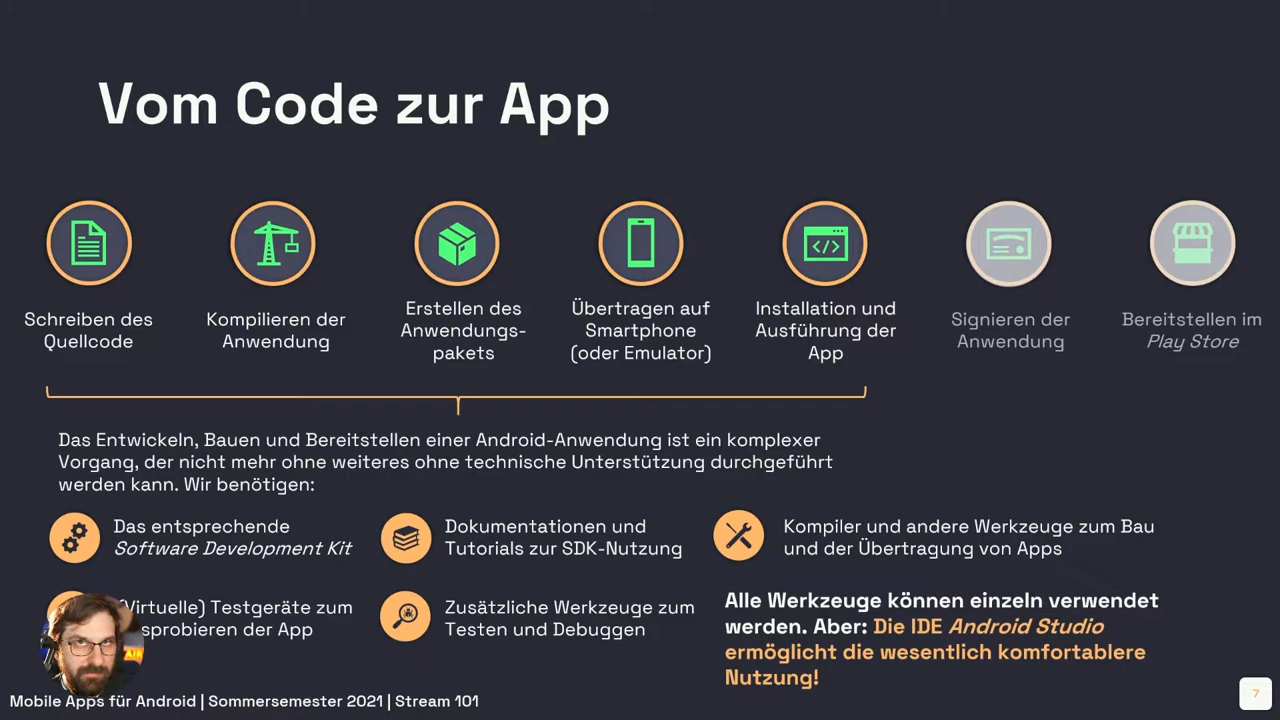 Vom Code zur App
Schreiben des
Quellcode
Kompilieren der
Anwendung
Erstellen des
Anwendungs-
pakets
Übertragen auf
Smartphone
(oder Emulator)
Installation und
Ausführung der
App
Signieren der
Anwendung
Bereitstellen im
Play Store
Das Entwickeln, Bauen und Bereitstellen einer Android-Anwendung ist ein komplexer
Vorgang, der nicht mehr ohne weiteres ohne technische Unterstützung durchgeführt
werden kann. Wir benötigen:
Das entsprechende
Software Development Kit
Dokumentationen und
Tutorials zur SDK-Nutzung
Kompiler und andere Werkzeuge zum Bau
und der Übertragung von Apps
(Virtuelle) Testgeräte zum
sprobieren der App
Zusätzliche Werkzeuge zum
Testen und Debuggen
Alle Werkzeuge können einzeln verwendet
werden. Aber: Die IDE Android Studio
ermöglicht die wesentlich komfortablere
Nutzung!
Mobile Apps für Android | Sommersemester 2021 | Stream 101
7